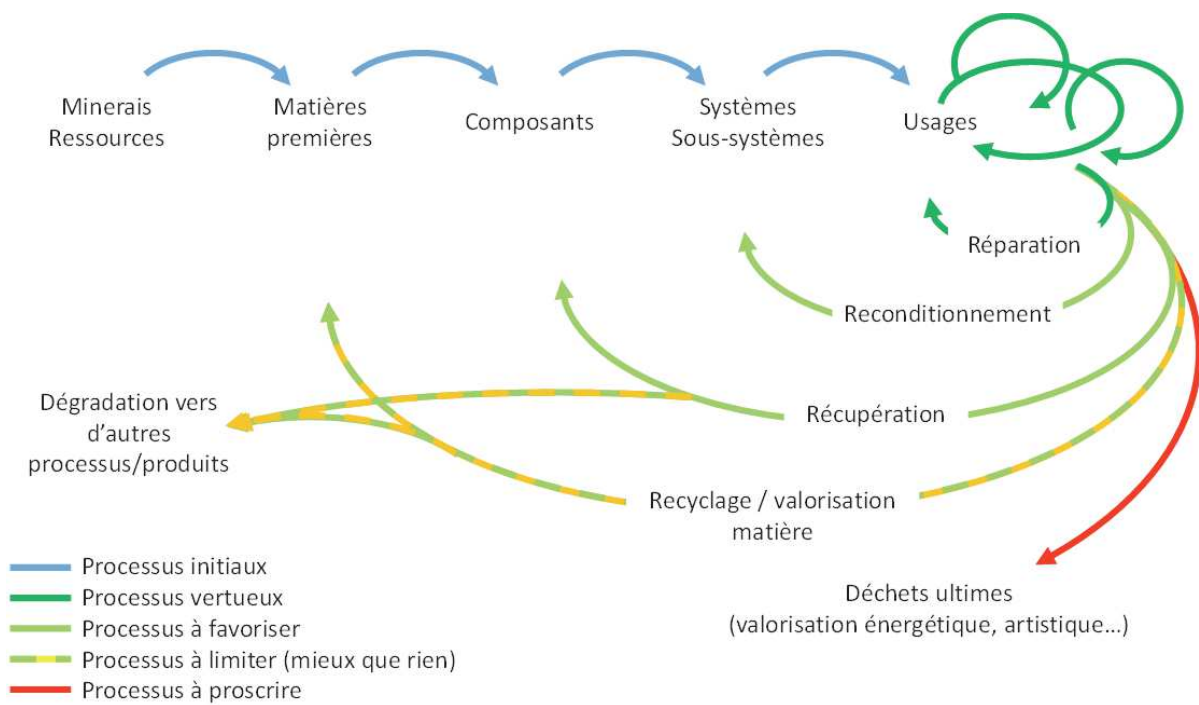 Minerais
Ressources
Matières
premières
Composants
Systèmes
Sous-systèmes
Usages
Réparation
Reconditionnement
Récupération
Dégradation vers
d’autres
processus/produits
Recyclage / valorisation
matière
Déchets ultimes
(valorisation énergétique, artistique...)
Processus initiaux
Processus vertueux
Processus à favoriser
Processus à limiter (mieux que rien)
Processus à proscrire